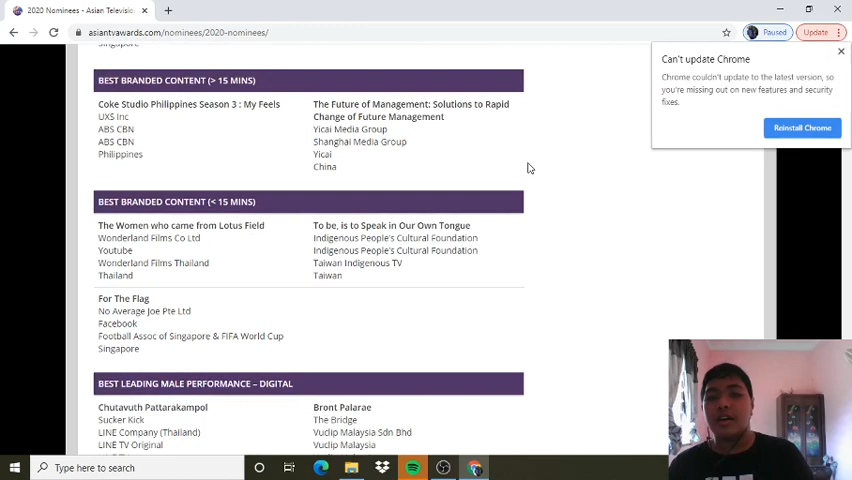 2020 Nominees - Asian Televisio
asiantvawards.com/nominees/2020-nominees/
Paused
Update
Can't update Chrome
Chrome couldn't update to the latest version, so
you're missing out on new features and security
fixes.
Reinstall Chrome
Singapore
BEST BRANDED CONTENT (> 15 MINS)
Coke Studio Philippines Season 3 : My Feels
UXS Inc
ABS CBN
ABS CBN
Philippines
The Future of Management: Solutions to Rapid
Change of Future Management
Yicai Media Group
Shanghai Media Group
Yicai
China
BEST BRANDED CONTENT (< 15 MINS)
The Women who came from Lotus Field
Wonderland Films Co Ltd
Youtube
Wonderland Films Thailand
Thailand
To be, is to Speak in Our Own Tongue
Indigenous People's Cultural Foundation
Indigenous People's Cultural Foundation
Taiwan Indigenous TV
Taiwan
For The Flag
No Average Joe Pte Ltd
Facebook
Football Assoc of Singapore & FIFA World Cup
Singapore
BEST LEADING MALE PERFORMANCE – DIGITAL
Chutavuth Pattarakampol
Sucker Kick
LINE Company (Thailand)
LINE TV Original
Bront Palarae
The Bridge
Vuclip Malaysia Sdn Bhd
Vuclip Malaysia
Type here to search